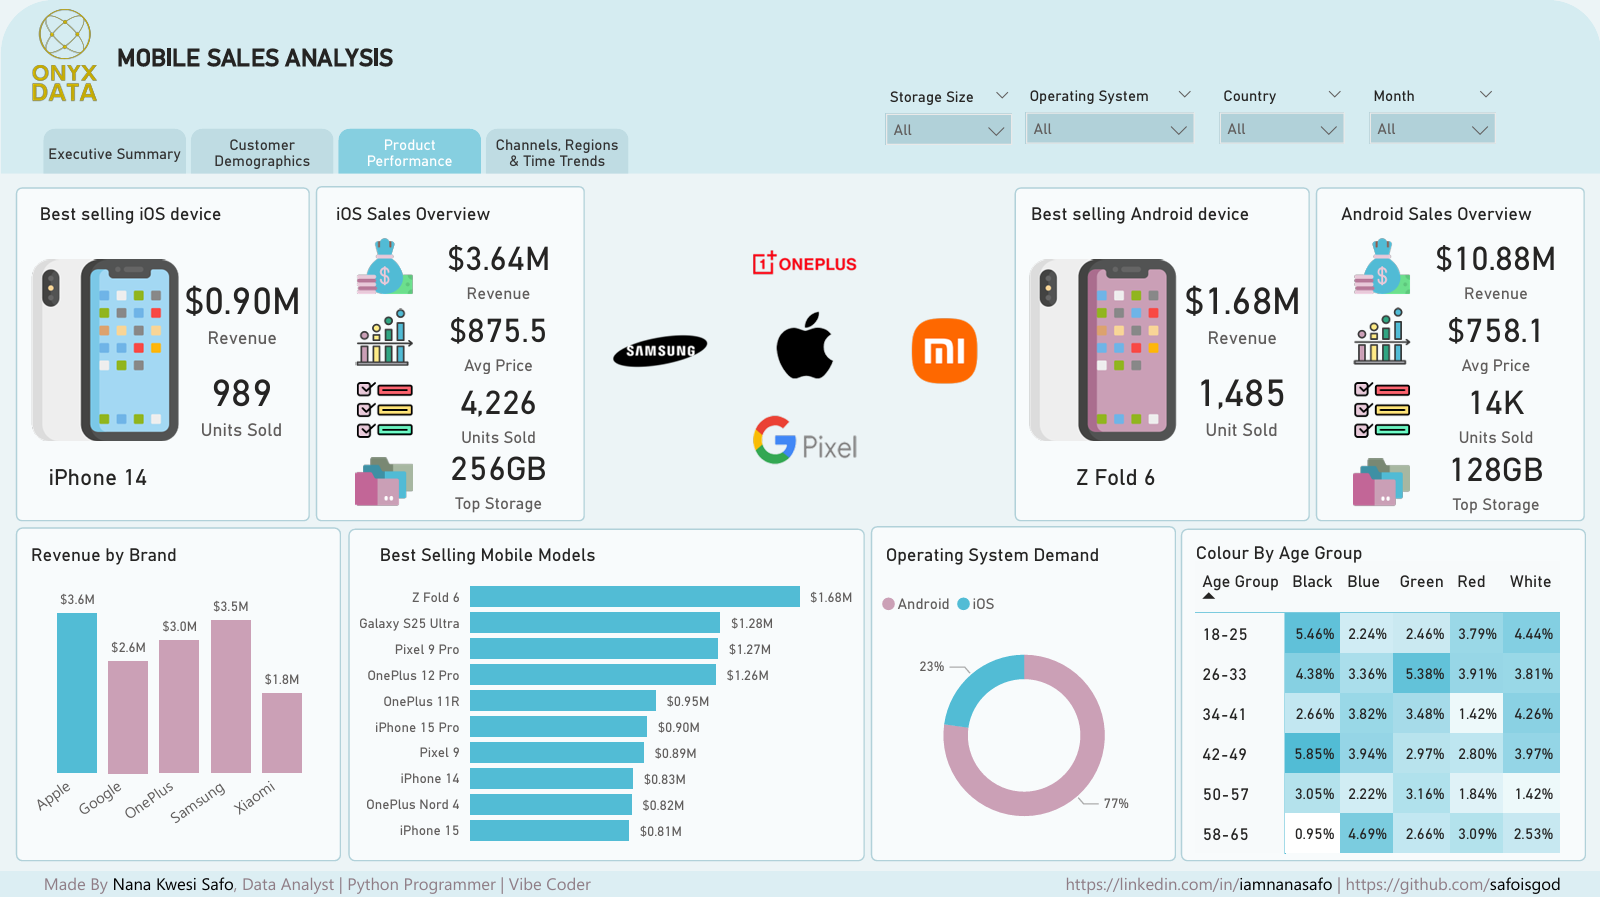 ONYX
DATA
MOBILE SALES ANALYSIS
Storage Size
All
Operating System
All
Country
All
Month
All
Executive Summary
Customer
Demographics
Product
Performance
Channels, Regions
& Time Trends
Best selling iOS device
$0.90M
Revenue
989
Units Sold
iPhone 14
iOS Sales Overview
$
$3.64M
Revenue
$875.5
Avg Price
4,226
Units Sold
256GB
Top Storage
1+ ONEPLUS
SAMSUNG
mi
G Pixel
Best selling Android device
$1.68M
Revenue
1,485
Unit Sold
Z Fold 6
Android Sales Overview
$
$10.88M
Revenue
$758.1
Avg Price
14K
Units Sold
128GB
Top Storage
Revenue by Brand
$3.6M
$2.6M
$3.0M
$3.5M
$1.8M
Apple
Google
OnePlus
Samsung
Xiaomi
Best Selling Mobile Models
Z Fold 6 $1.68M
Galaxy S25 Ultra $1.28M
Pixel 9 Pro $1.27M
OnePlus 12 Pro $1.26M
OnePlus 11R $0.95M
iPhone 15 Pro $0.90M
Pixel 9 $0.89M
iPhone 14 $0.83M
OnePlus Nord 4 $0.82M
iPhone 15 $0.81M
Operating System Demand
Android iOS
23%
77%
Colour By Age Group
Age Group Black Blue Green Red White
18-25 5.46% 2.24% 2.46% 3.79% 4.44%
26-33 4.38% 3.36% 5.38% 3.91% 3.81%
34-41 2.66% 3.82% 3.48% 1.42% 4.26%
42-49 5.85% 3.94% 2.97% 2.80% 3.97%
50-57 3.05% 2.22% 3.16% 1.84% 1.42%
58-65 0.95% 4.69% 2.66% 3.09% 2.53%
Made By Nana Kwesi Safo, Data Analyst | Python Programmer | Vibe Coder
https://linkedin.com/in/iamnanasafo | https://github.com/safoisgod